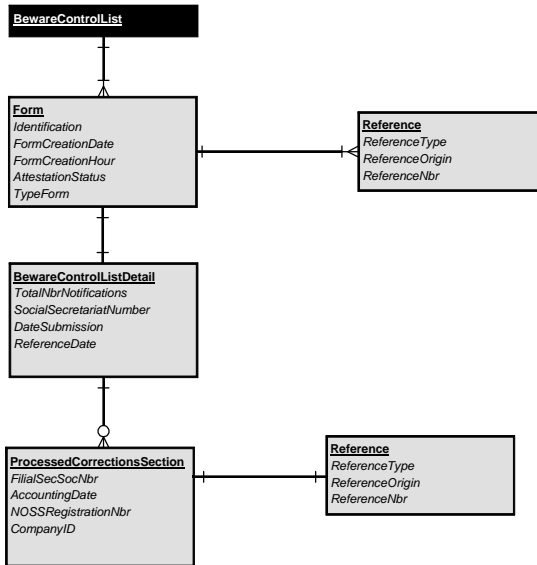 BewareControlList
Form
Identification
FormCreationDate
FormCreationHour
AttestationStatus
TypeForm
Reference
ReferenceType
ReferenceOrigin
ReferenceNbr
BewareControlListDetail
TotalNbrNotifications
SocialSecretariatNumber
DateSubmission
ReferenceDate
ProcessedCorrectionsSection
FilialSecSocNbr
AccountingDate
NOSSRegistrationNbr
CompanyID
Reference
ReferenceType
ReferenceOrigin
ReferenceNbr